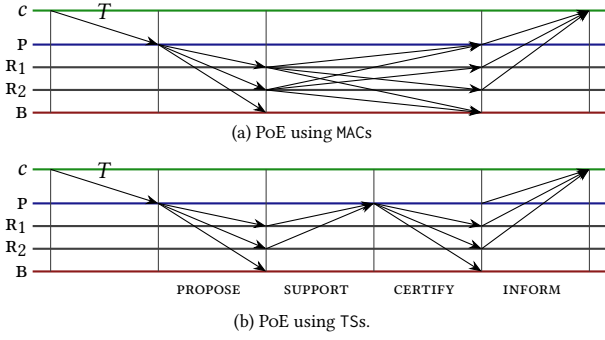 c
T
P
R1
R2
B
(a) PoE using MACs
c
T
P
R1
R2
B
PROPOSE SUPPORT CERTIFY INFORM
(b) PoE using TSs.